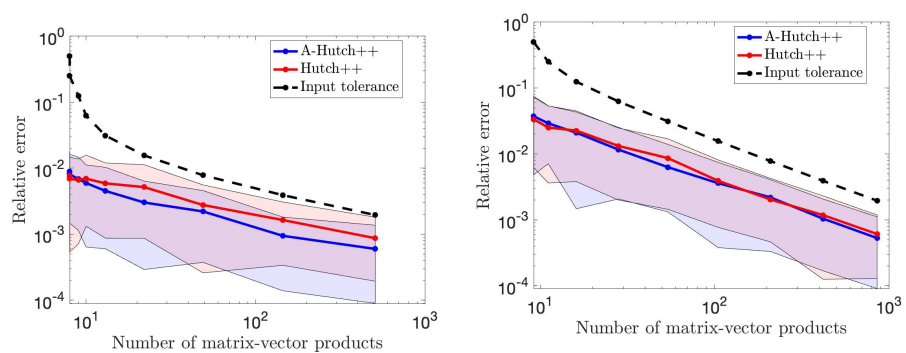 10^0
10^-1
10^-2
10^-3
10^-4
Relative error
A-Hutch++
Hutch++
Input tolerance
10^1
10^2
10^3
Number of matrix-vector products
10^0
10^-1
10^-2
10^-3
10^-4
Relative error
A-Hutch++
Hutch++
Input tolerance
10^1
10^2
10^3
Number of matrix-vector products